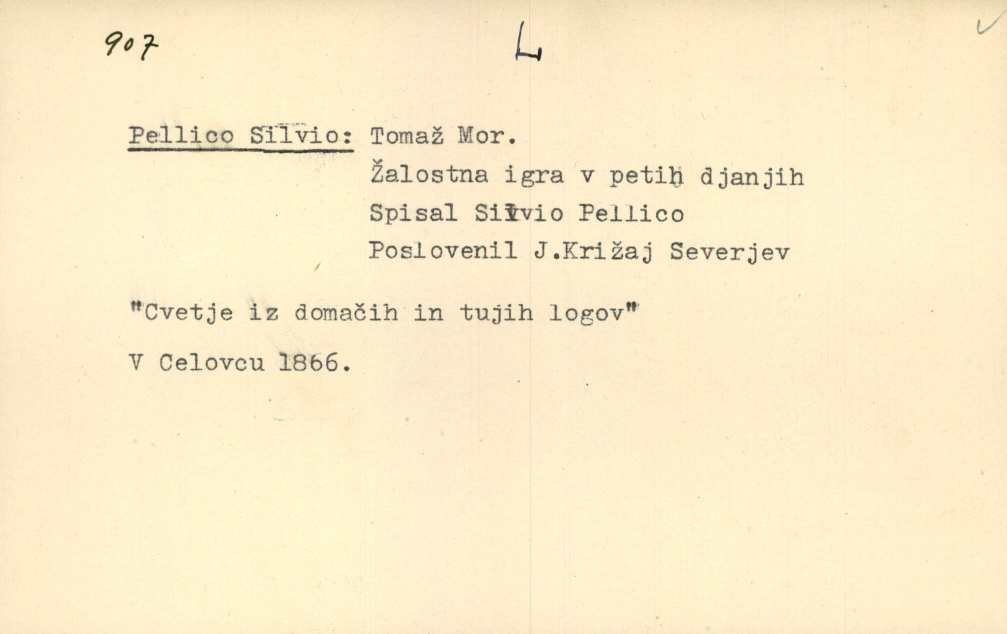 907
L
Pellico Silvio: Tomaž Mor.
Žalostna igra v petih djanjih
Spisal Silvio Pellico
Poslovenil J.Križaj Severjev
"Cvetje iz domačih in tujih logov"
V Celovcu 1866.